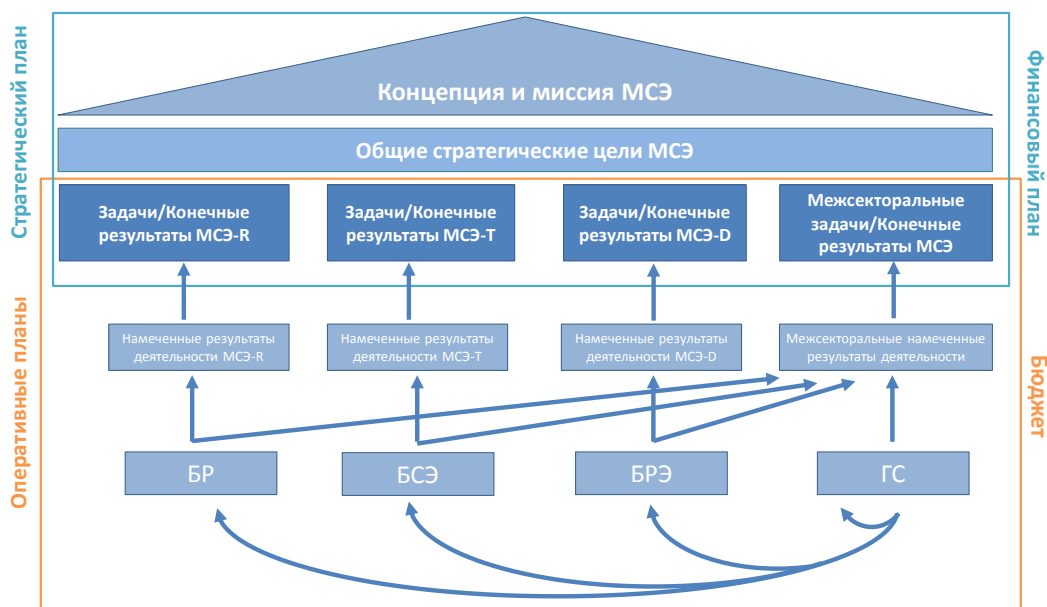 Стратегический план
Финансовый план
Концепция и миссия МСЭ
Общие стратегические цели МСЭ
Задачи/Конечные
результаты МСЭ-R
Задачи/Конечные
результаты МСЭ-T
Задачи/Конечные
результаты МСЭ-D
Межсекторальные
задачи/Конечные
результаты МСЭ
Оперативные планы
Бюджет
Намеченные результаты
деятельности МСЭ-R
Намеченные результаты
деятельности МСЭ-T
Намеченные результаты
деятельности МСЭ-D
Межсекторальные намеченные
результаты деятельности
БР
БСЭ
БРЭ
ГС